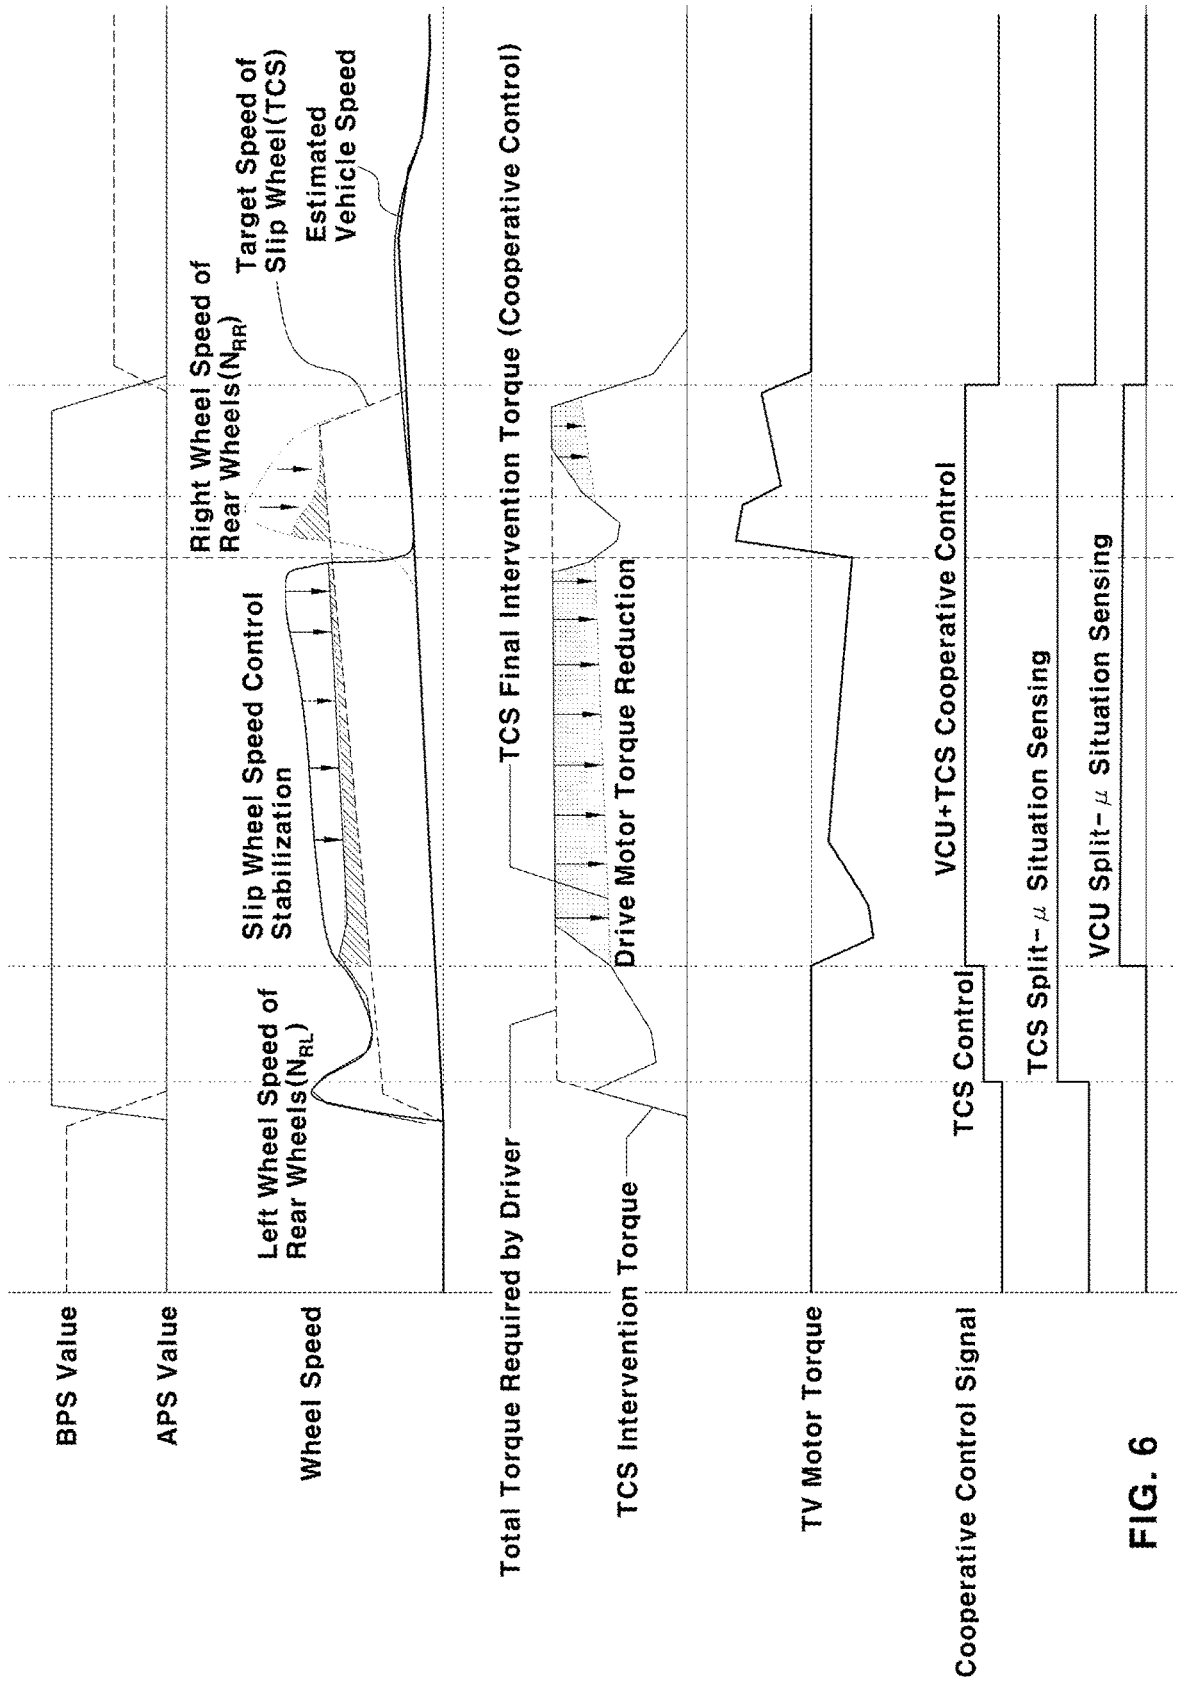 BPS Value
APS Value
Wheel Speed
Left Wheel Speed of
Rear Wheels(NRL)
Slip Wheel Speed Control
Stabilization
Right Wheel Speed of
Rear Wheels(NRR)
Target Speed of
Slip Wheel(TCS)
Estimated
Vehicle Speed
Total Torque Required by Driver
TCS Final Intervention Torque (Cooperative Control)
TCS Intervention Torque
Drive Motor Torque Reduction
TV Motor Torque
Cooperative Control Signal
TCS Control
VCU+TCS Cooperative Control
TCS Split-μ Situation Sensing
VCU Split-μ Situation Sensing
FIG. 6